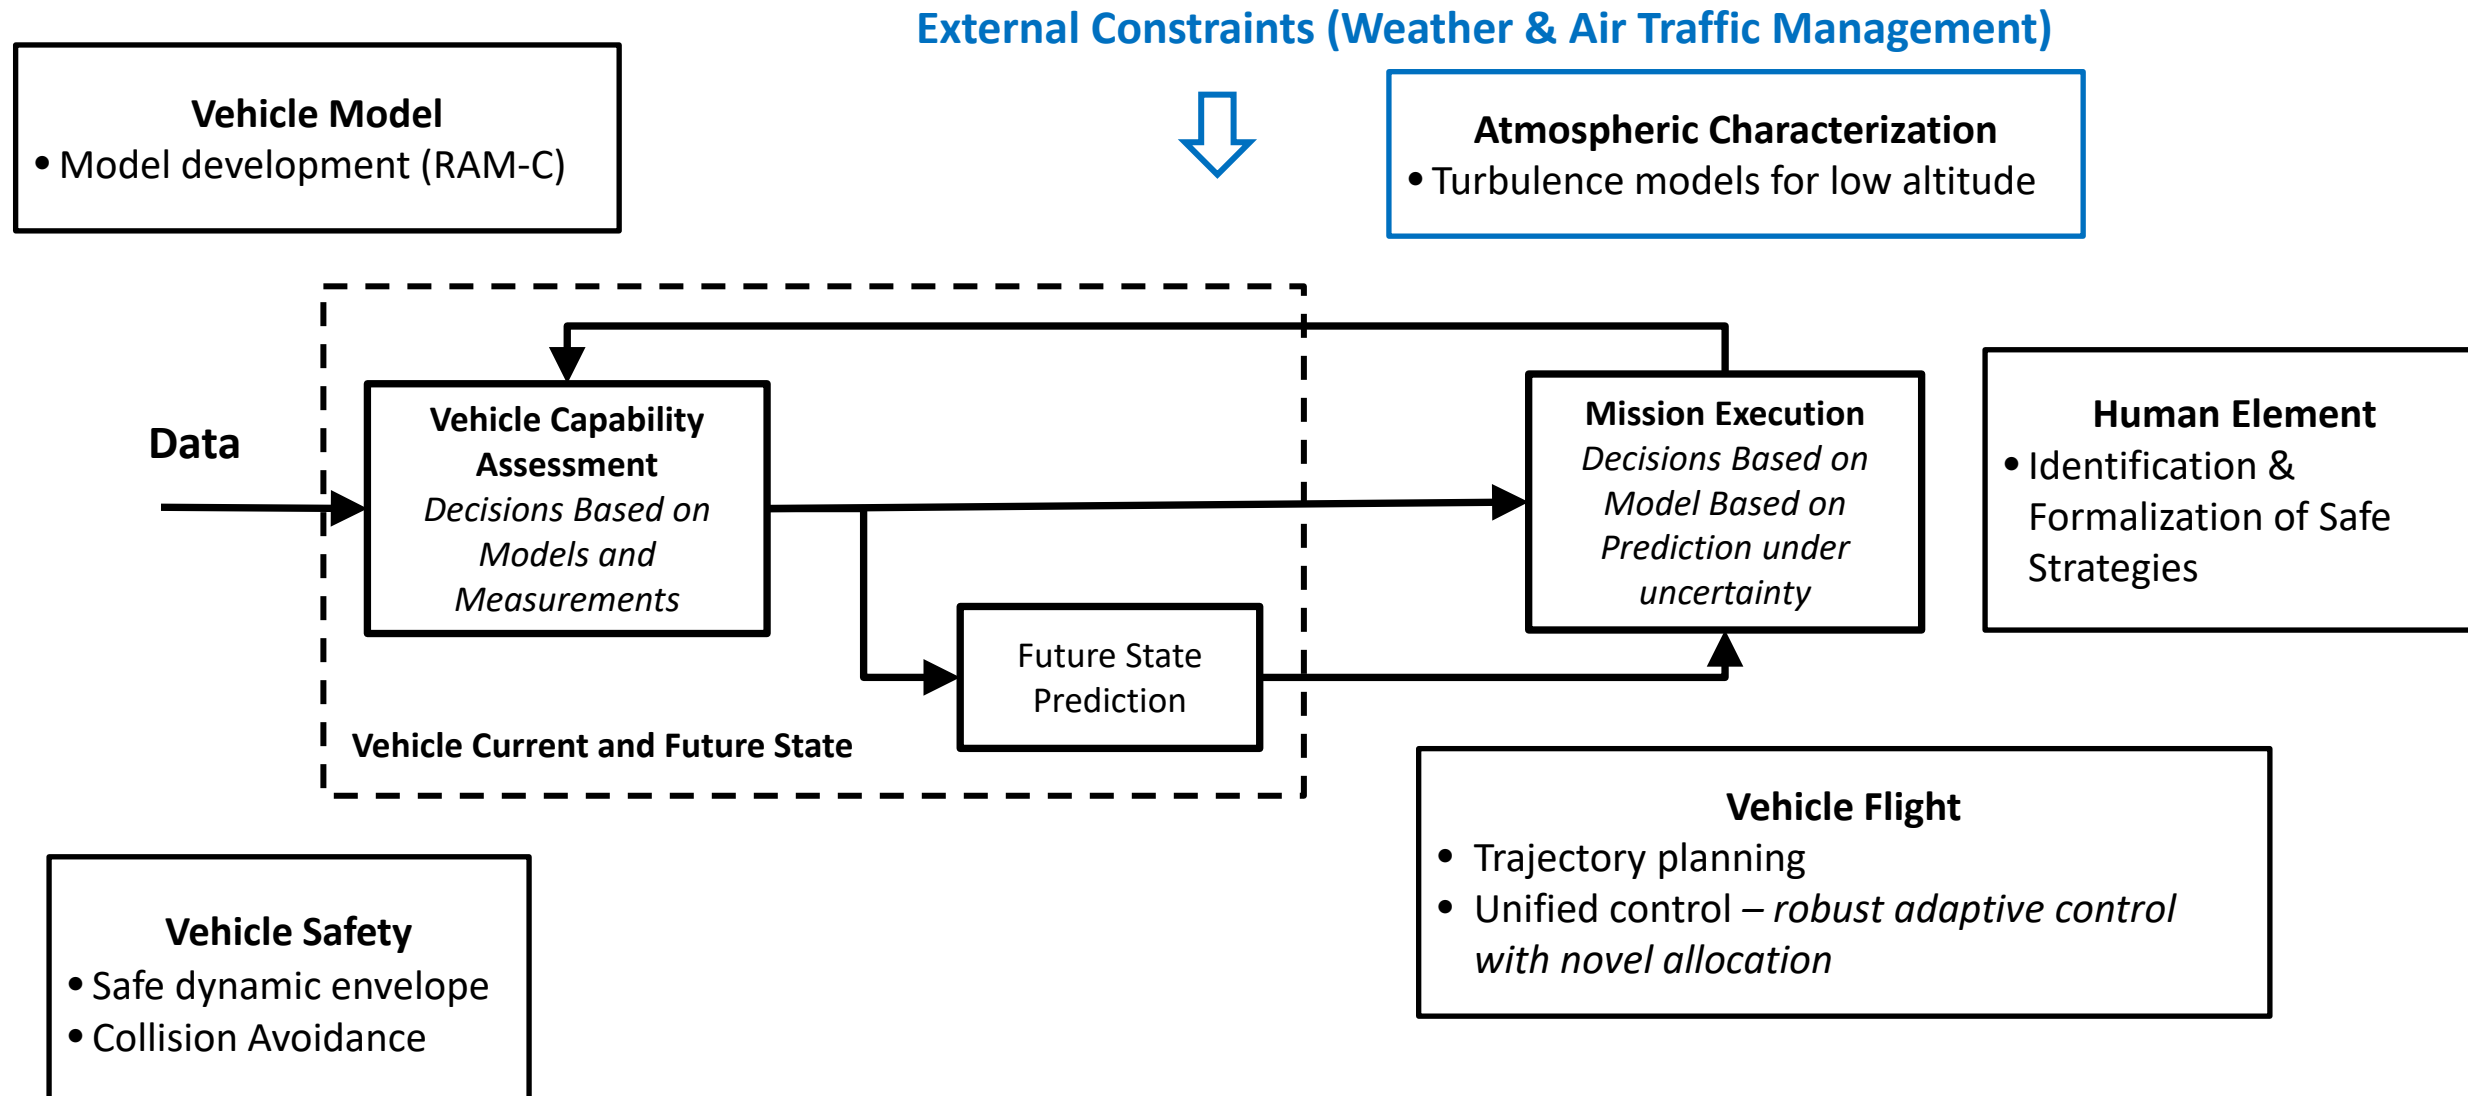 External Constraints (Weather & Air Traffic Management)
Vehicle Model
• Model development (RAM-C)
Atmospheric Characterization
• Turbulence models for low altitude
Data
Vehicle Capability
Assessment
Decisions Based on
Models and
Measurements
Mission Execution
Decisions Based on
Model Based on
Prediction under
uncertainty
Human Element
• Identification &
Formalization of Safe
Strategies
Future State
Prediction
Vehicle Current and Future State
Vehicle Flight
• Trajectory planning
• Unified control – robust adaptive control
with novel allocation
Vehicle Safety
• Safe dynamic envelope
• Collision Avoidance